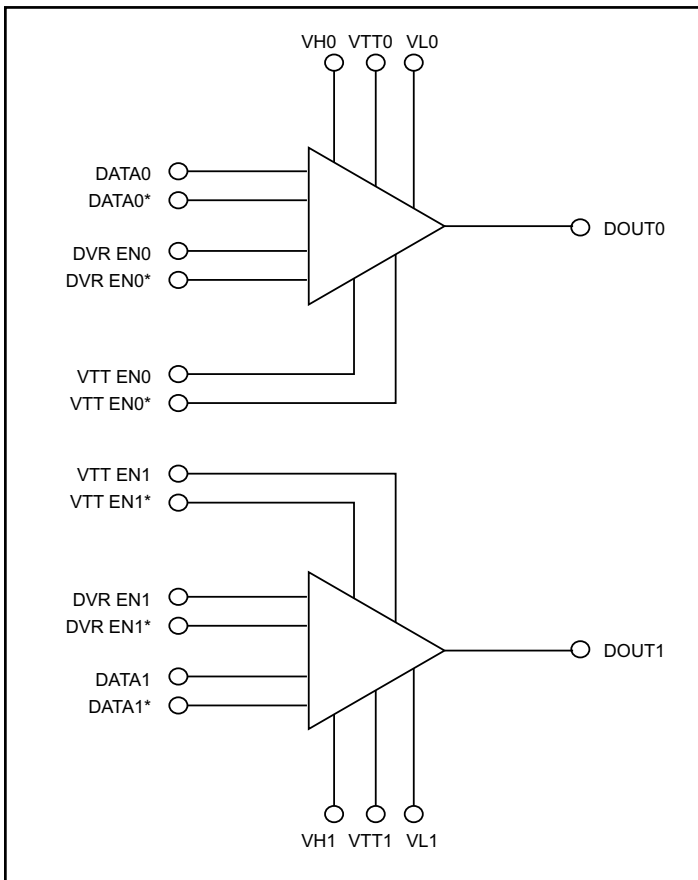 VH0 VTT0 VL0
DATA0
DATA0*
DVR EN0
DVR EN0*
DOUT0
VTT EN0
VTT EN0*
VTT EN1
VTT EN1*
DVR EN1
DVR EN1*
DOUT1
DATA1
DATA1*
VH1 VTT1 VL1